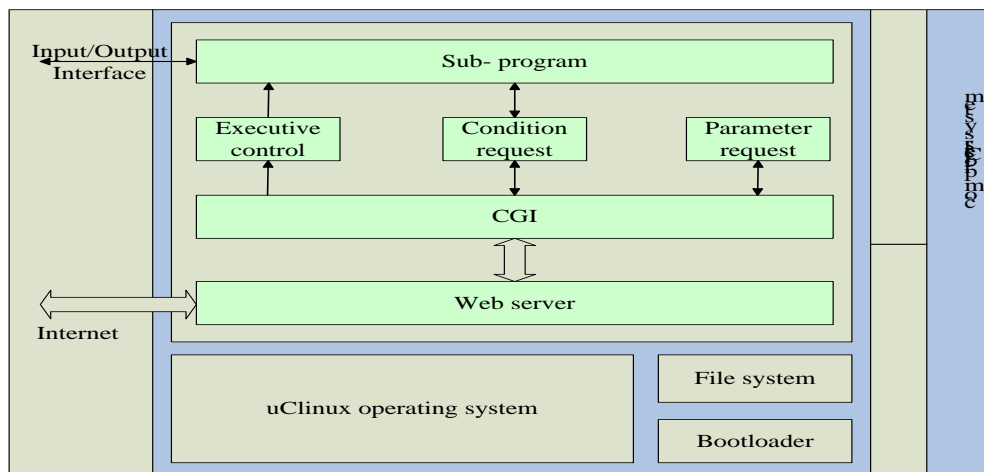 Input/Output
Interface
Sub- program
Executive
control
Condition
request
Parameter
request
CGI
Web server
Internet
uClinux operating system
File system
Bootloader